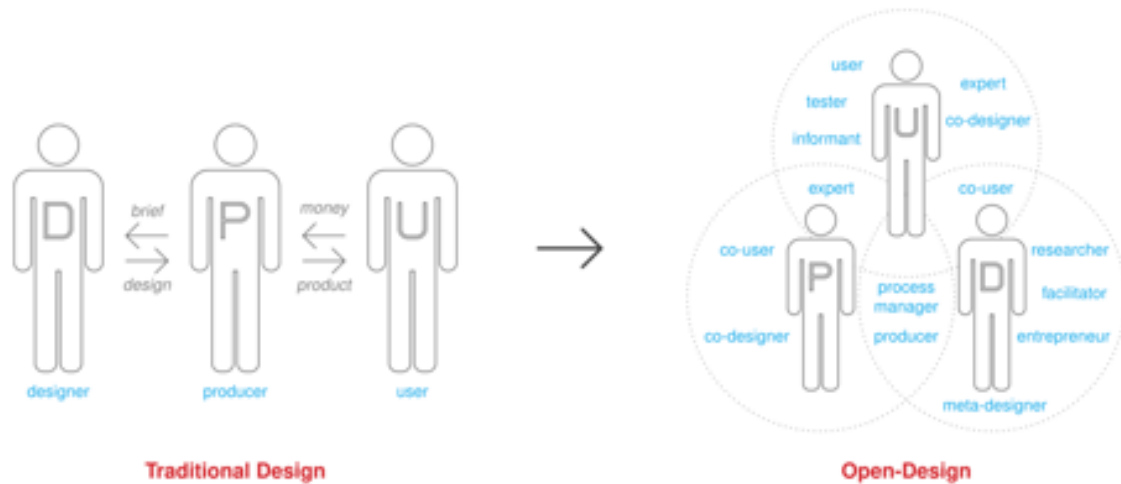 D
P
U
brief
design
money
product
designer
producer
user
Traditional Design
user
expert
tester
co-designer
informant
U
expert
co-user
co-user
researcher
P
D
process
manager
facilitator
co-designer
producer
entrepreneur
meta-designer
Open-Design